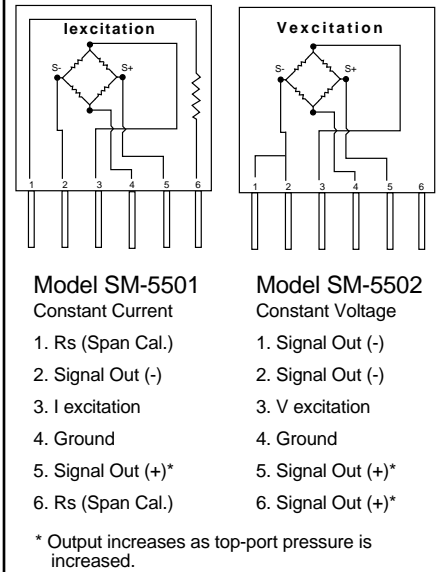 Iexcitation
S- S+
1 2 3 4 5 6
Model SM-5501
Constant Current
1. Rs (Span Cal.)
2. Signal Out (-)
3. I excitation
4. Ground
5. Signal Out (+)*
6. Rs (Span Cal.)
Vexcitation
S- S+
1 2 3 4 5 6
Model SM-5502
Constant Voltage
1. Signal Out (-)
2. Signal Out (-)
3. V excitation
4. Ground
5. Signal Out (+)*
6. Signal Out (+)*
* Output increases as top-port pressure is
increased.